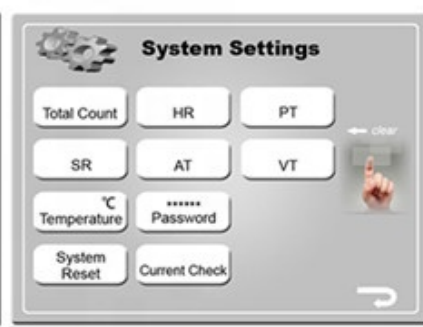 System Settings
Total Count
HR
PT
← clear
SR
AT
VT
℃
Temperature
******
Password
System
Reset
Current Check